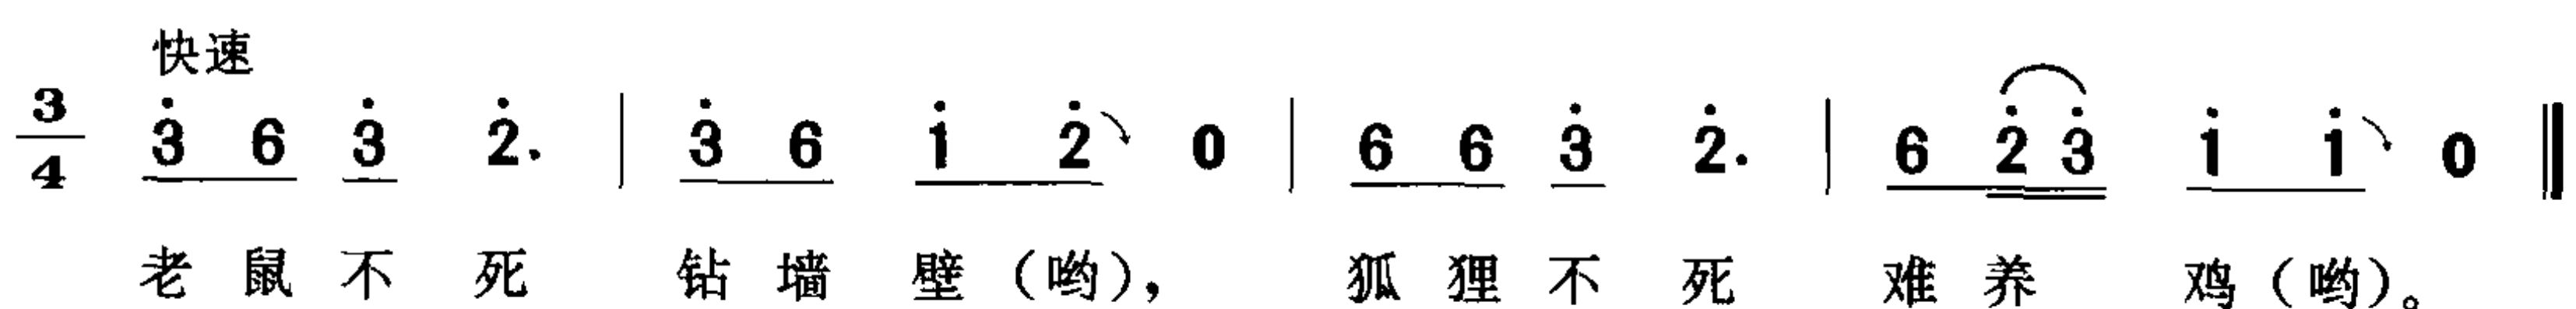 快速
3/4 3̇ 6 3̇ 2̇. | 3̇ 6 1̇ 2̇ 0 | 6 6 3̇ 2̇. | 6 2̇ 3̇ 1̇ 1̇ 0 ‖
老鼠不死 钻墙壁（哟）， 狐狸不死 难养鸡（哟）。